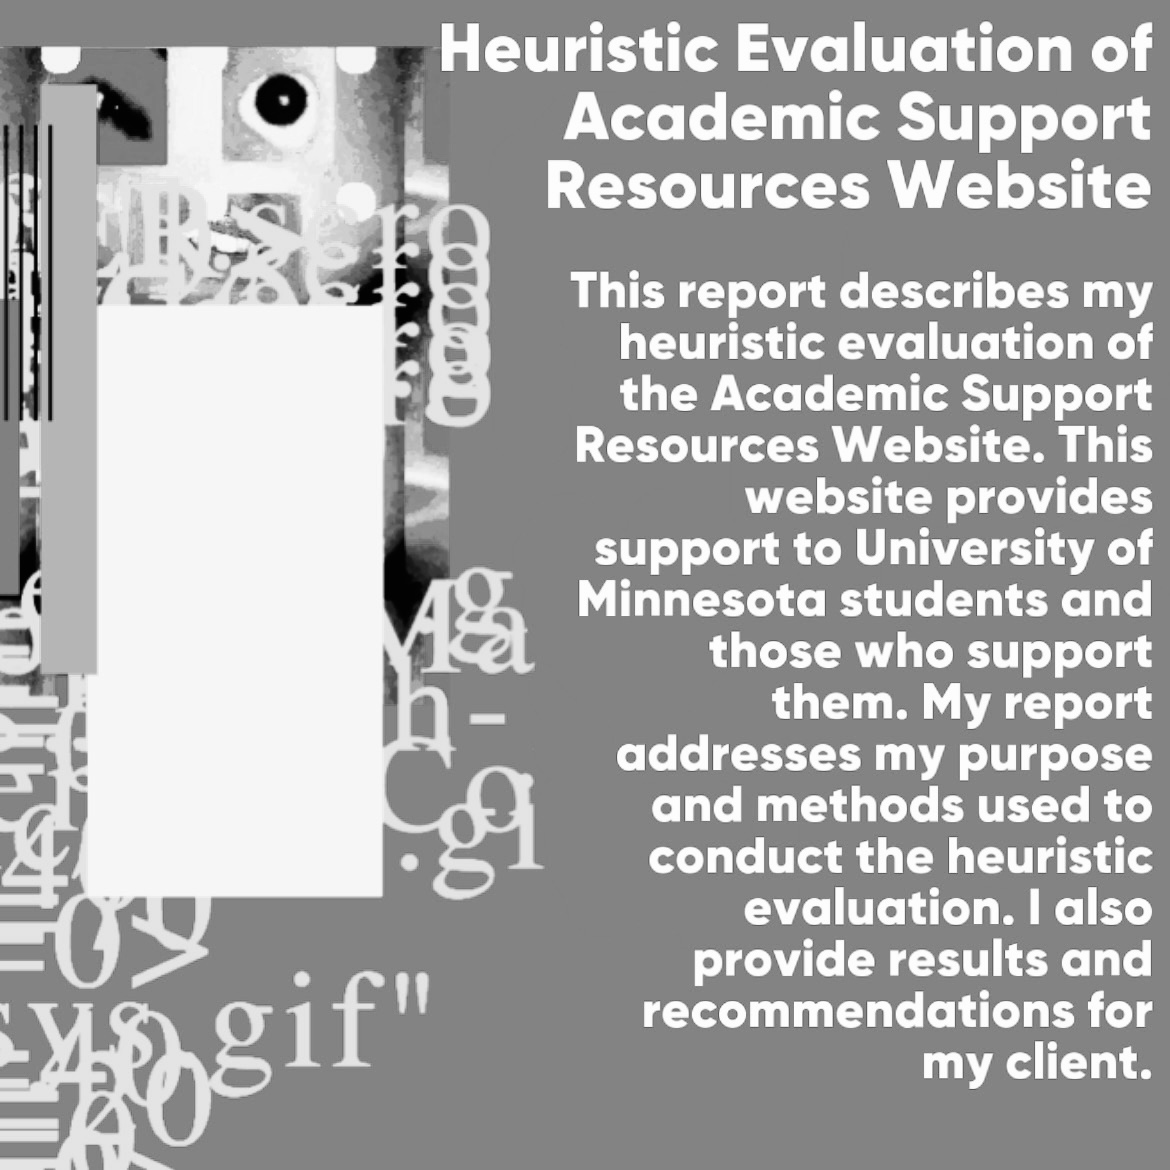 Heuristic Evaluation of
Academic Support
Resources Website
This report describes my
heuristic evaluation of
the Academic Support
Resources Website. This
website provides
support to University of
Minnesota students and
those who support
them. My report
addresses my purpose
and methods used to
conduct the heuristic
evaluation. I also
provide results and
recommendations for
my client.
sys.gif"